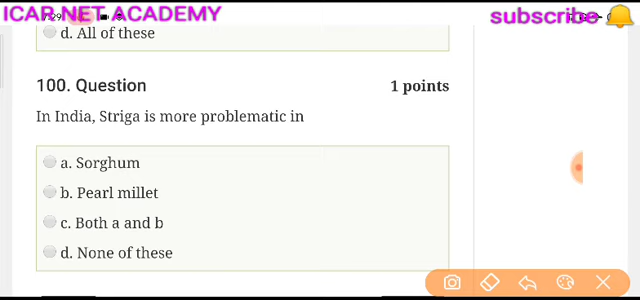 ICAR NET ACADEMY
subscribe
d. All of these
100. Question
1 points
In India, Striga is more problematic in
a. Sorghum
b. Pearl millet
c. Both a and b
d. None of these